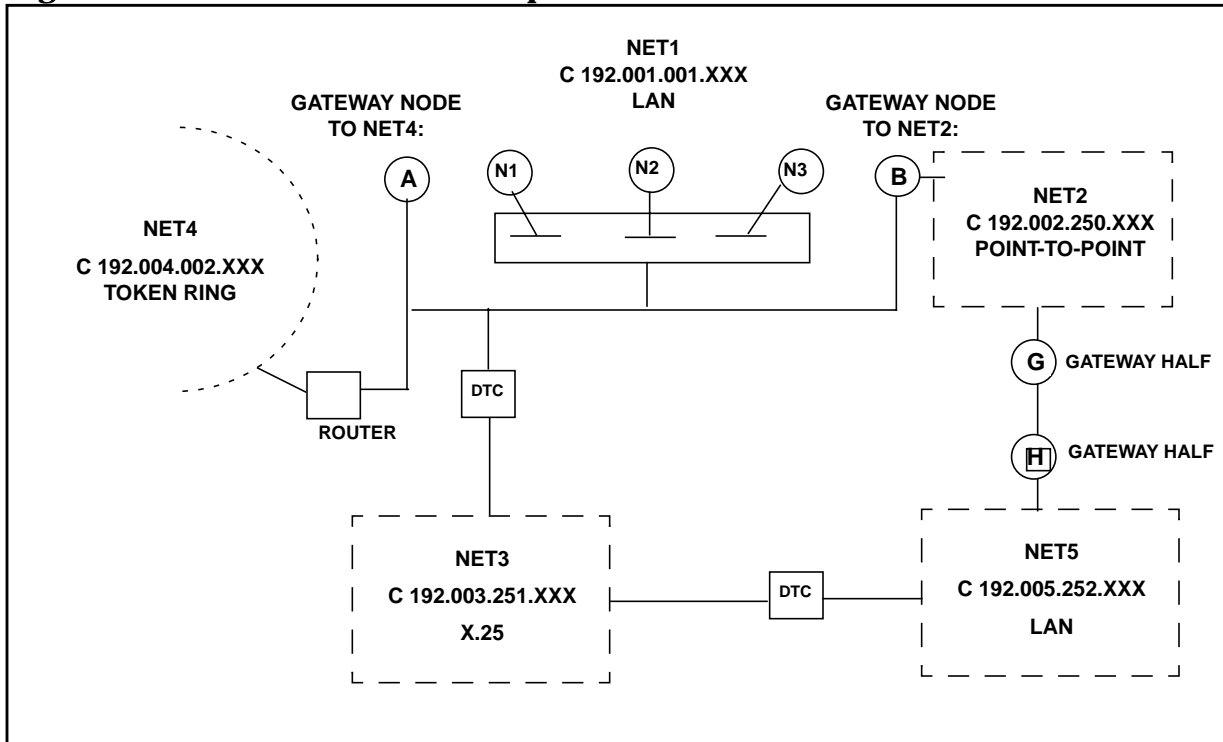 NET1
C 192.001.001.XXX
LAN
GATEWAY NODE
TO NET4:
GATEWAY NODE
TO NET2:
A
N1
N2
N3
B
NET2
C 192.002.250.XXX
POINT-TO-POINT
NET4
C 192.004.002.XXX
TOKEN RING
G
GATEWAY HALF
DTC
ROUTER
H
GATEWAY HALF
NET3
C 192.003.251.XXX
X.25
DTC
NET5
C 192.005.252.XXX
LAN